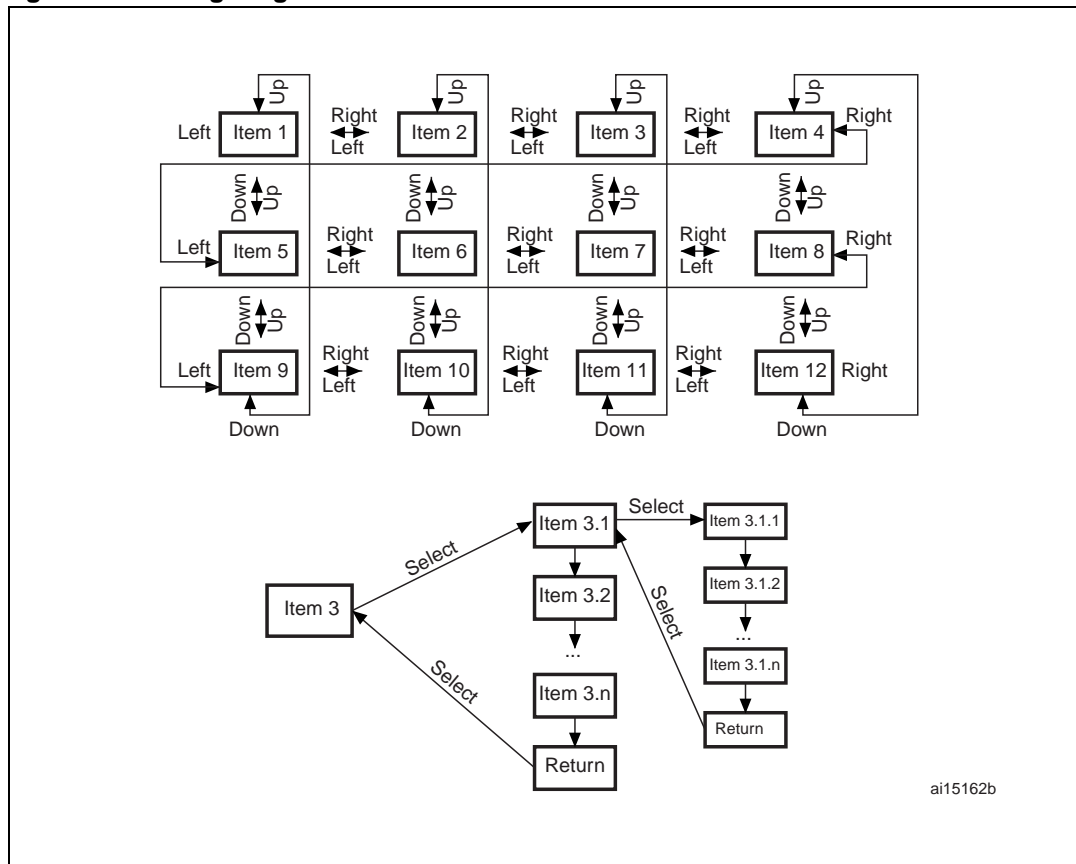 Up Up Up Up
Right Right Right Right
Left Item 1 Item 2 Item 3 Item 4
Left Left Left
Down Up Down Up Down Up Down Up
Right Right Right Right
Left Item 5 Item 6 Item 7 Item 8
Left Left Left
Down Up Down Up Down Up Down Up
Right Right Right
Left Item 9 Item 10 Item 11 Item 12 Right
Left Left Left
Down Down Down Down
Select
Item 3.1 Item 3.1.1
Select
Item 3.2 Item 3.1.2
Select
Item 3
... ...
Select
Item 3.n Item 3.1.n
Return
Return
ai15162b